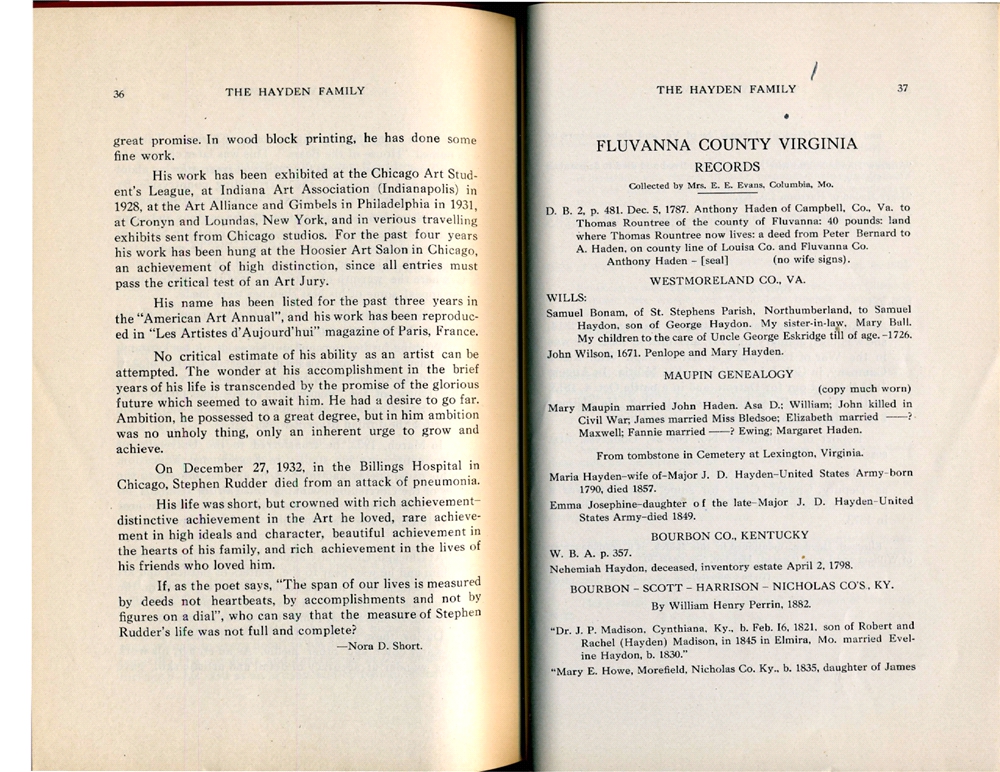 36
THE HAYDEN FAMILY
great promise. In wood block printing, he has done some
fine work.
His work has been exhibited at the Chicago Art Stud-
ent's League, at Indiana Art Association (Indianapolis) in
1928, at the Art Alliance and Gimbels in Philadelphia in 1931,
at Cronyn and Loundas, New York, and in verious travelling
exhibits sent from Chicago studios. For the past four years
his work has been hung at the Hoosier Art Salon in Chicago,
an achievement of high distinction, since all entries must
pass the critical test of an Art Jury.
His name has been listed for the past three years in
the "American Art Annual", and his work has been reproduc-
ed in "Les Artistes d'Aujourd'hui" magazine of Paris, France.
No critical estimate of his ability as an artist can be
attempted. The wonder at his accomplishment in the brief
years of his life is transcended by the promise of the glorious
future which seemed to await him. He had a desire to go far.
Ambition, he possessed to a great degree, but in him ambition
was no unholy thing, only an inherent urge to grow and
achieve.
On December 27, 1932, in the Billings Hospital in
Chicago, Stephen Rudder died from an attack of pneumonia.
His life was short, but crowned with rich achievement—
distinctive achievement in the Art he loved, rare achieve-
ment in high ideals and character, beautiful achievement in
the hearts of his family, and rich achievement in the lives of
his friends who loved him.
If, as the poet says, "The span of our lives is measured
by deeds not heartbeats, by accomplishments and not by
figures on a dial", who can say that the measure of Stephen
Rudder's life was not full and complete?
—Nora D. Short.
THE HAYDEN FAMILY
37
FLUVANNA COUNTY VIRGINIA
RECORDS
Collected by Mrs. E. E. Evans, Columbia, Mo.
D. B. 2, p. 481. Dec. 5, 1787. Anthony Haden of Campbell, Co., Va. to
Thomas Rountree of the county of Fluvanna: 40 pounds: land
where Thomas Rountree now lives: a deed from Peter Bernard to
A. Haden, on county line of Louisa Co. and Fluvanna Co.
Anthony Haden – [seal] (no wife signs).
WESTMORELAND CO., VA.
WILLS:
Samuel Bonam, of St. Stephens Parish, Northumberland, to Samuel
Haydon, son of George Haydon. My sister-in-law, Mary Ball.
My children to the care of Uncle George Eskridge till of age.-1726.
John Wilson, 1671. Penlope and Mary Hayden.
MAUPIN GENEALOGY
(copy much worn)
Mary Maupin married John Haden. Asa D.; William; John killed in
Civil War; James married Miss Bledsoe; Elizabeth married ——?
Maxwell; Fannie married ——? Ewing; Margaret Haden.
From tombstone in Cemetery at Lexington, Virginia.
Maria Hayden–wife of–Major J. D. Hayden–United States Army–born
1790, died 1857.
Emma Josephine–daughter of the late–Major J. D. Hayden–United
States Army–died 1849.
BOURBON CO., KENTUCKY
W. B. A. p. 357.
Nehemiah Haydon, deceased, inventory estate April 2, 1798.
BOURBON – SCOTT – HARRISON – NICHOLAS CO'S., KY.
By William Henry Perrin, 1882.
"Dr. J. P. Madison, Cynthiana, Ky., b. Feb. 16, 1821, son of Robert and
Rachel (Hayden) Madison, in 1845 in Elmira, Mo. married Evel-
ine Haydon, b. 1830."
"Mary E. Howe, Morefield, Nicholas Co. Ky., b. 1835, daughter of James